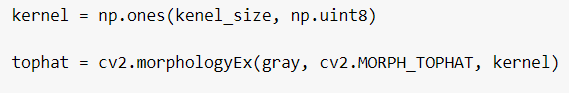 kernel = np.ones(kenel_size, np.uint8)
tophat = cv2.morphologyEx(gray, cv2.MORPH_TOPHAT, kernel)